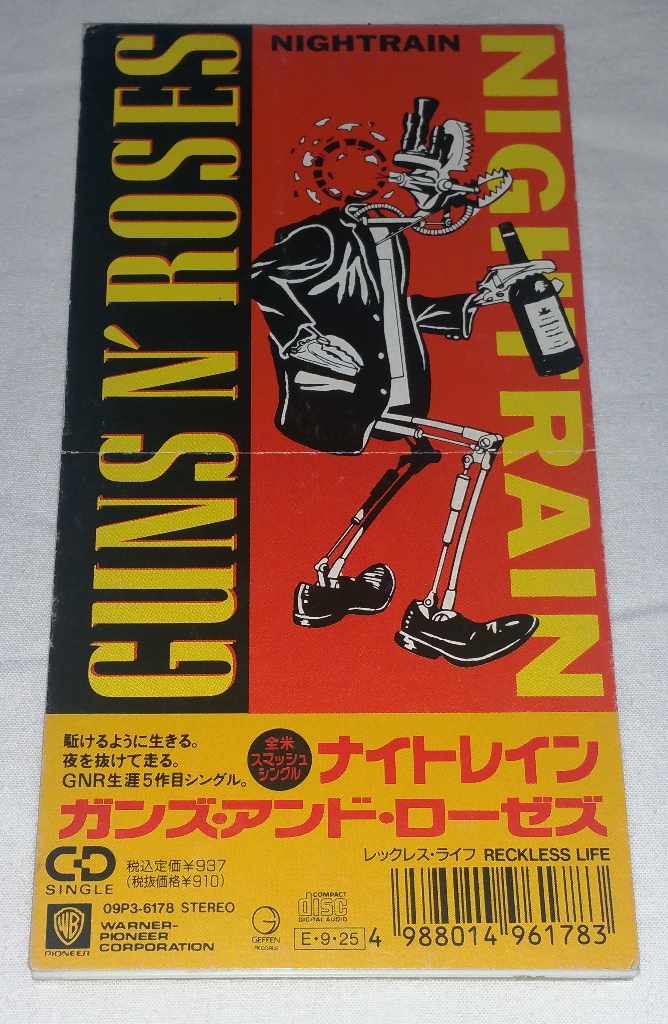 GUNS N' ROSES
NIGHTRAIN
NIGHTRAIN
駈けるように生きる。
夜を抜けて走る。
GNR生涯5作目シングル。
全米
スマッシュ
シングル
ナイトレイン
ガンズ・アンド・ローゼズ
レックレス・ライフ RECKLESS LIFE
CD
SINGLE
税込定価¥937
(税抜価格¥910)
09P3-6178 STEREO
WB
PIONEER
WARNER-
PIONEER
CORPORATION
G
GEFFEN
RECORDS
COMPACT
disc
DIGITAL AUDIO
E・9・25
4 988014 961783